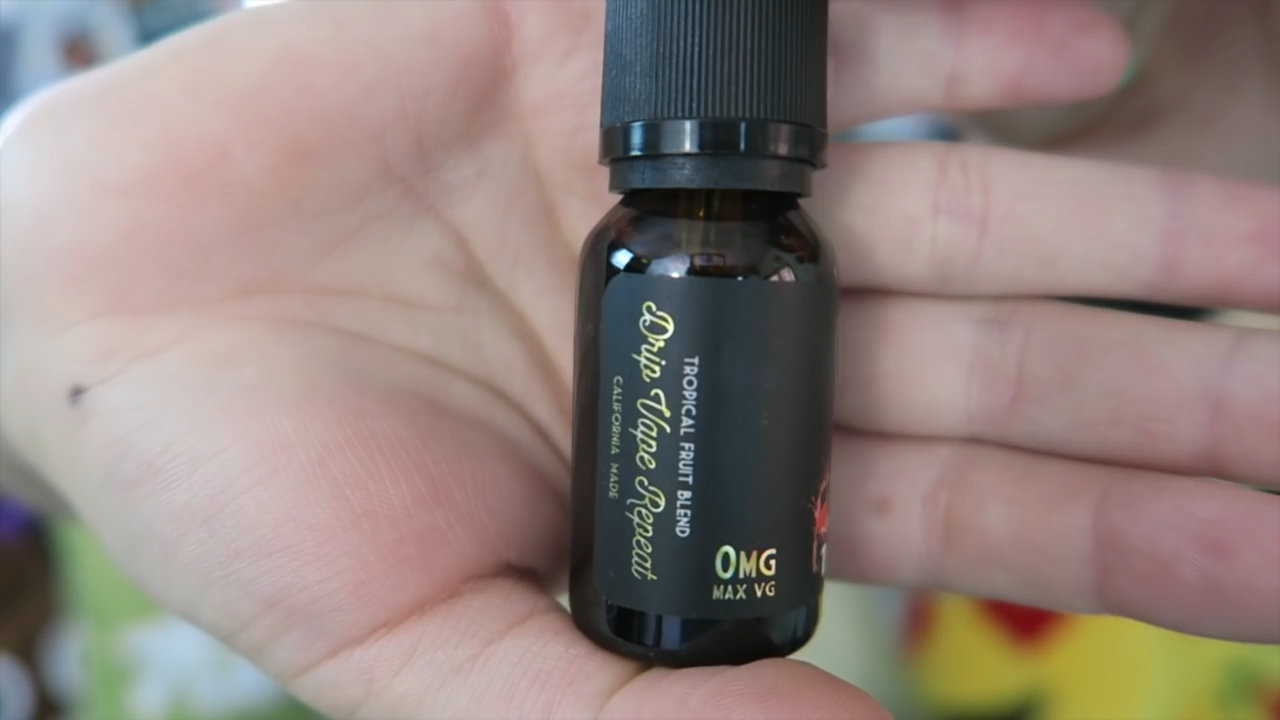 TROPICAL FRUIT BLEND
Drip Vape Repeat
CALIFORNIA MADE
0MG
MAX VG